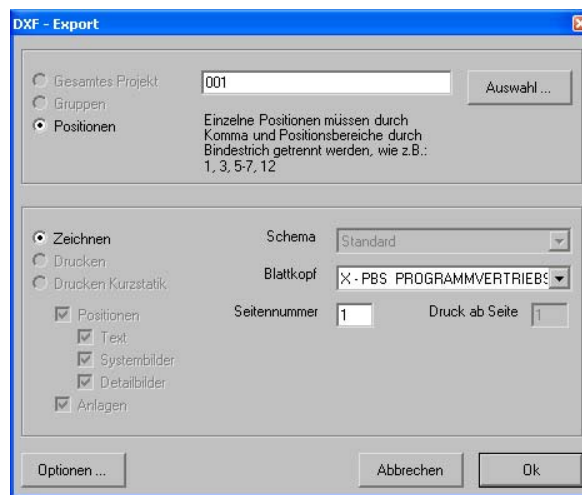 DXF - Export
Gesamtes Projekt
001
Auswahl ...
Gruppen
Positionen
Einzelne Positionen müssen durch
Komma und Positionsbereiche durch
Bindestrich getrennt werden, wie z.B.:
1, 3, 5-7, 12
Zeichnen
Schema
Standard
Drucken
Blattkopf
X - PBS PROGRAMMVERTRIEBS
Drucken Kurzstatik
Seitennummer
1
Druck ab Seite
1
Positionen
Text
Systembilder
Detailbilder
Anlagen
Optionen ...
Abbrechen
Ok